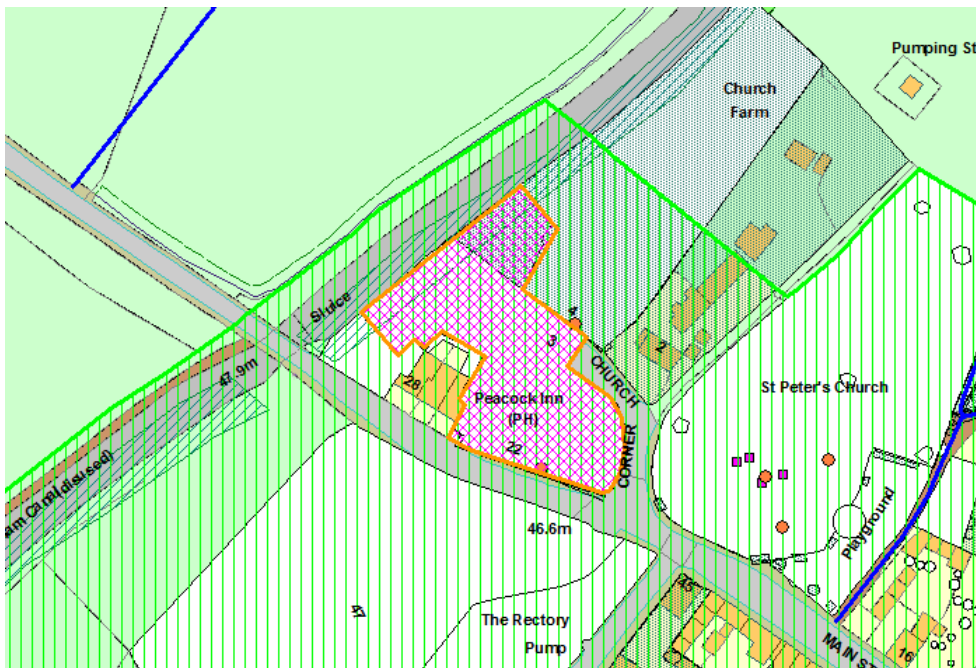 Pumping St
Church
Farm
Sluice
4
3
2
CHURCH
CORNER
47.9m
28
Peacock Inn
(PH)
22
St Peter's Church
am Canal (disused)
46.6m
Playground
47
The Rectory
Pump
45
MAIN ST
16